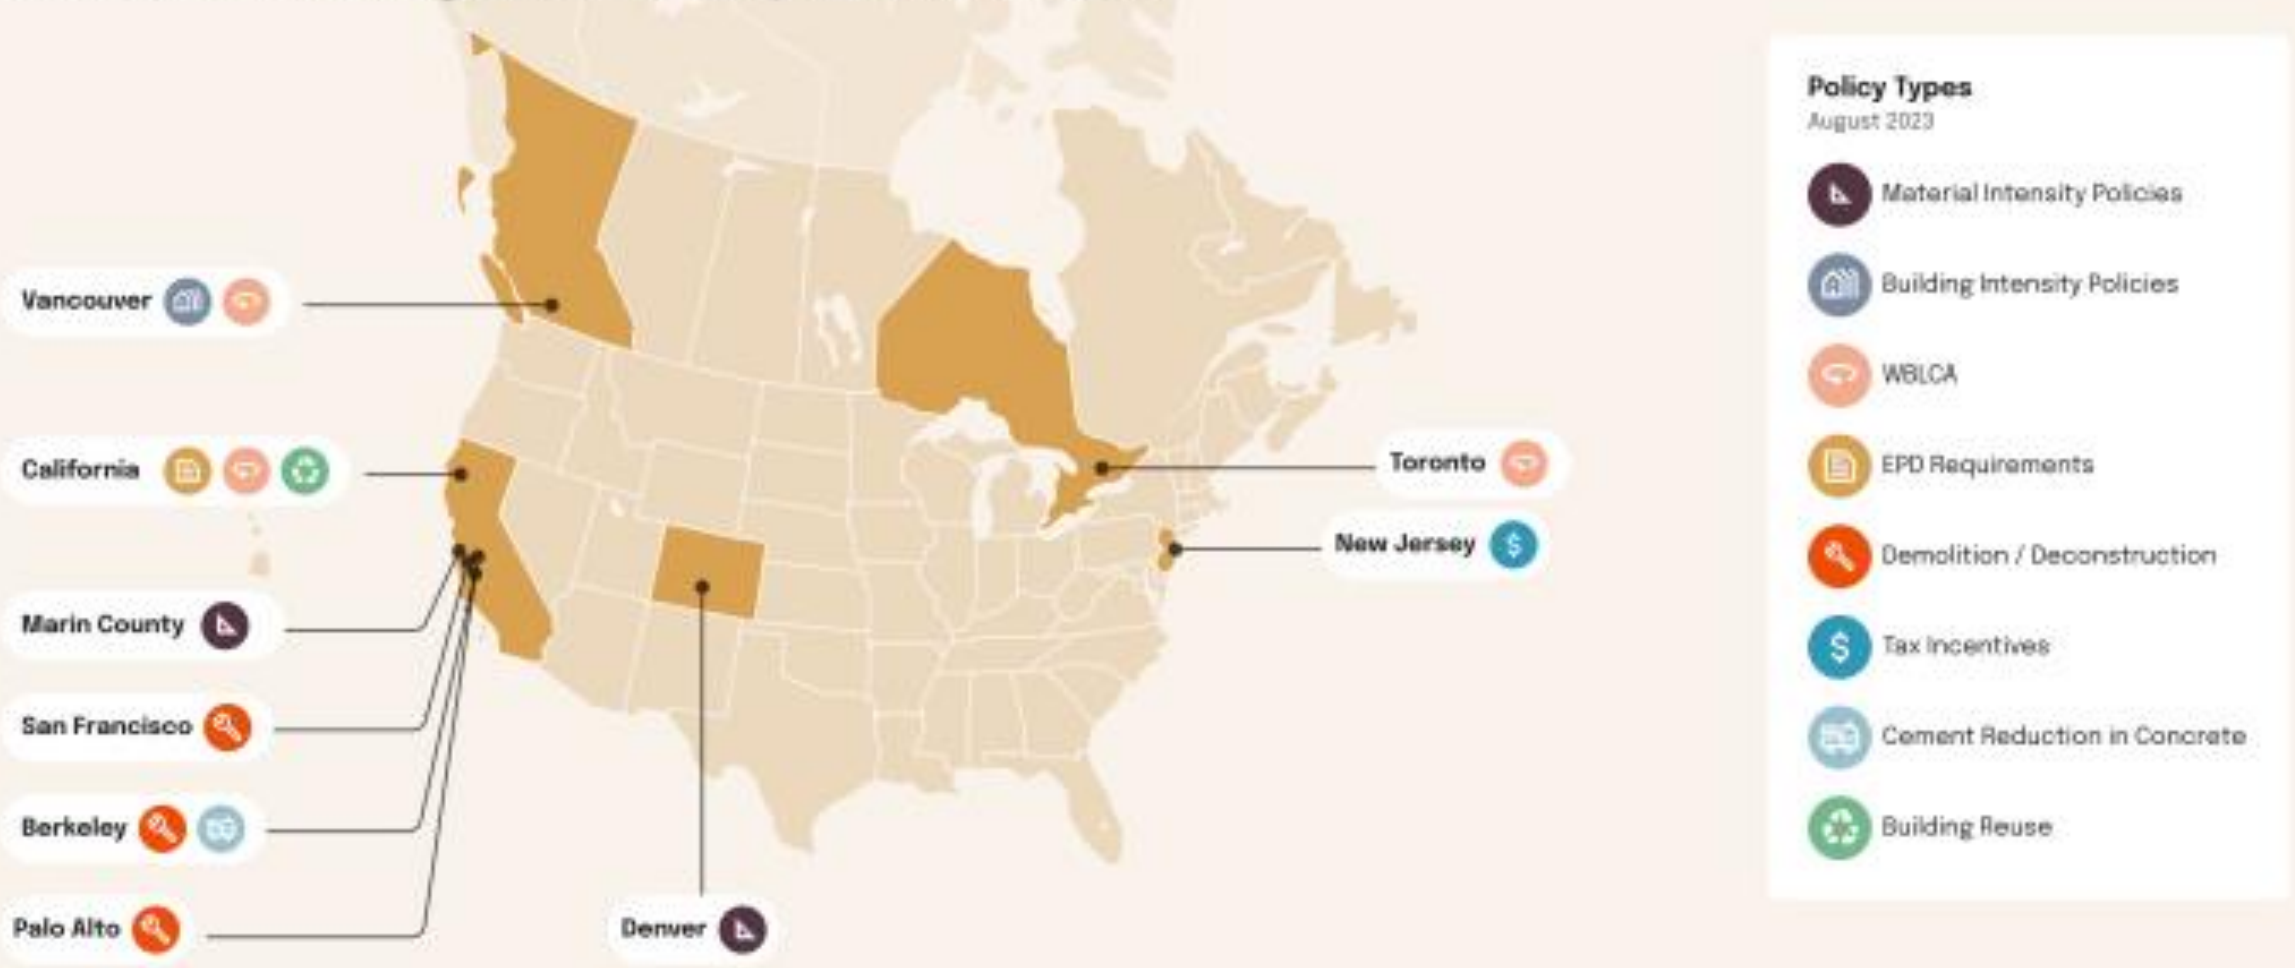 Vancouver
California
Marin County
San Francisco
Berkeley
Palo Alto
Denver
Toronto
New Jersey
$
Policy Types
August 2023
Material Intensity Policies
Building Intensity Policies
WBLCA
EPD Requirements
Demolition / Deconstruction
$ Tax Incentives
Cement Reduction in Concrete
Building Reuse